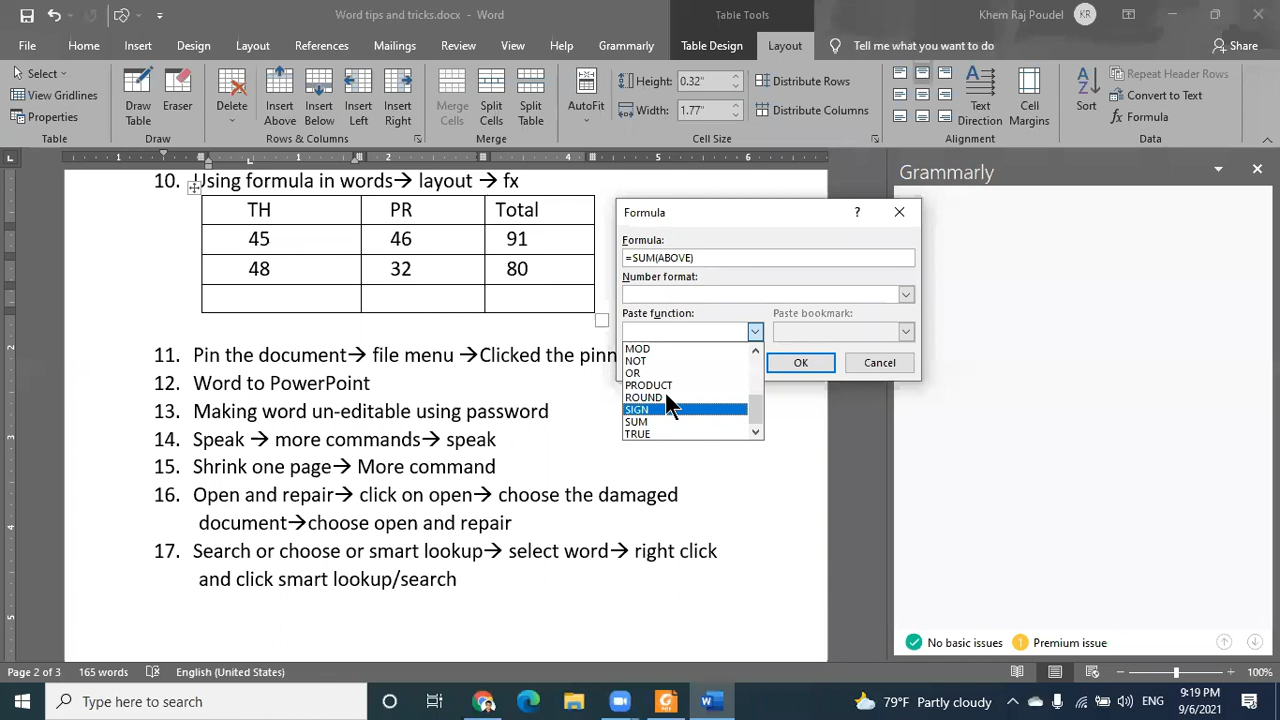 Word tips and tricks.docx - Word
Table Tools
Khem Raj Poudel
KR
File
Home
Insert
Design
Layout
References
Mailings
Review
View
Help
Grammarly
Table Design
Layout
Tell me what you want to do
Share
Select
View Gridlines
Properties
Table
Draw Table
Eraser
Draw
Delete
Insert Above
Insert Below
Insert Left
Insert Right
Rows & Columns
Merge Cells
Split Cells
Split Table
Merge
AutoFit
Height: 0.32"
Width: 1.77"
Distribute Rows
Distribute Columns
Cell Size
Text Direction
Cell Margins
Alignment
Sort
Repeat Header Rows
Convert to Text
Formula
Data
1 1 2 4 5 6 7
10. Using formula in words→ layout → fx
TH PR Total
45 46 91
48 32 80
11. Pin the document→ file menu →Clicked the pinn
12. Word to PowerPoint
13. Making word un-editable using password
14. Speak → more commands→ speak
15. Shrink one page→ More command
16. Open and repair→ click on open→ choose the damaged
document→choose open and repair
17. Search or choose or smart lookup→ select word→ right click
and click smart lookup/search
Formula
?
Formula:
=SUM(ABOVE)
Number format:
Paste function:
Paste bookmark:
MOD
NOT
OR
PRODUCT
ROUND
SIGN
SUM
TRUE
OK
Cancel
Grammarly
No basic issues
1 Premium issue
Page 2 of 3
165 words
English (United States)
100%
Type here to search
79°F Partly cloudy
ENG
9:19 PM
9/6/2021